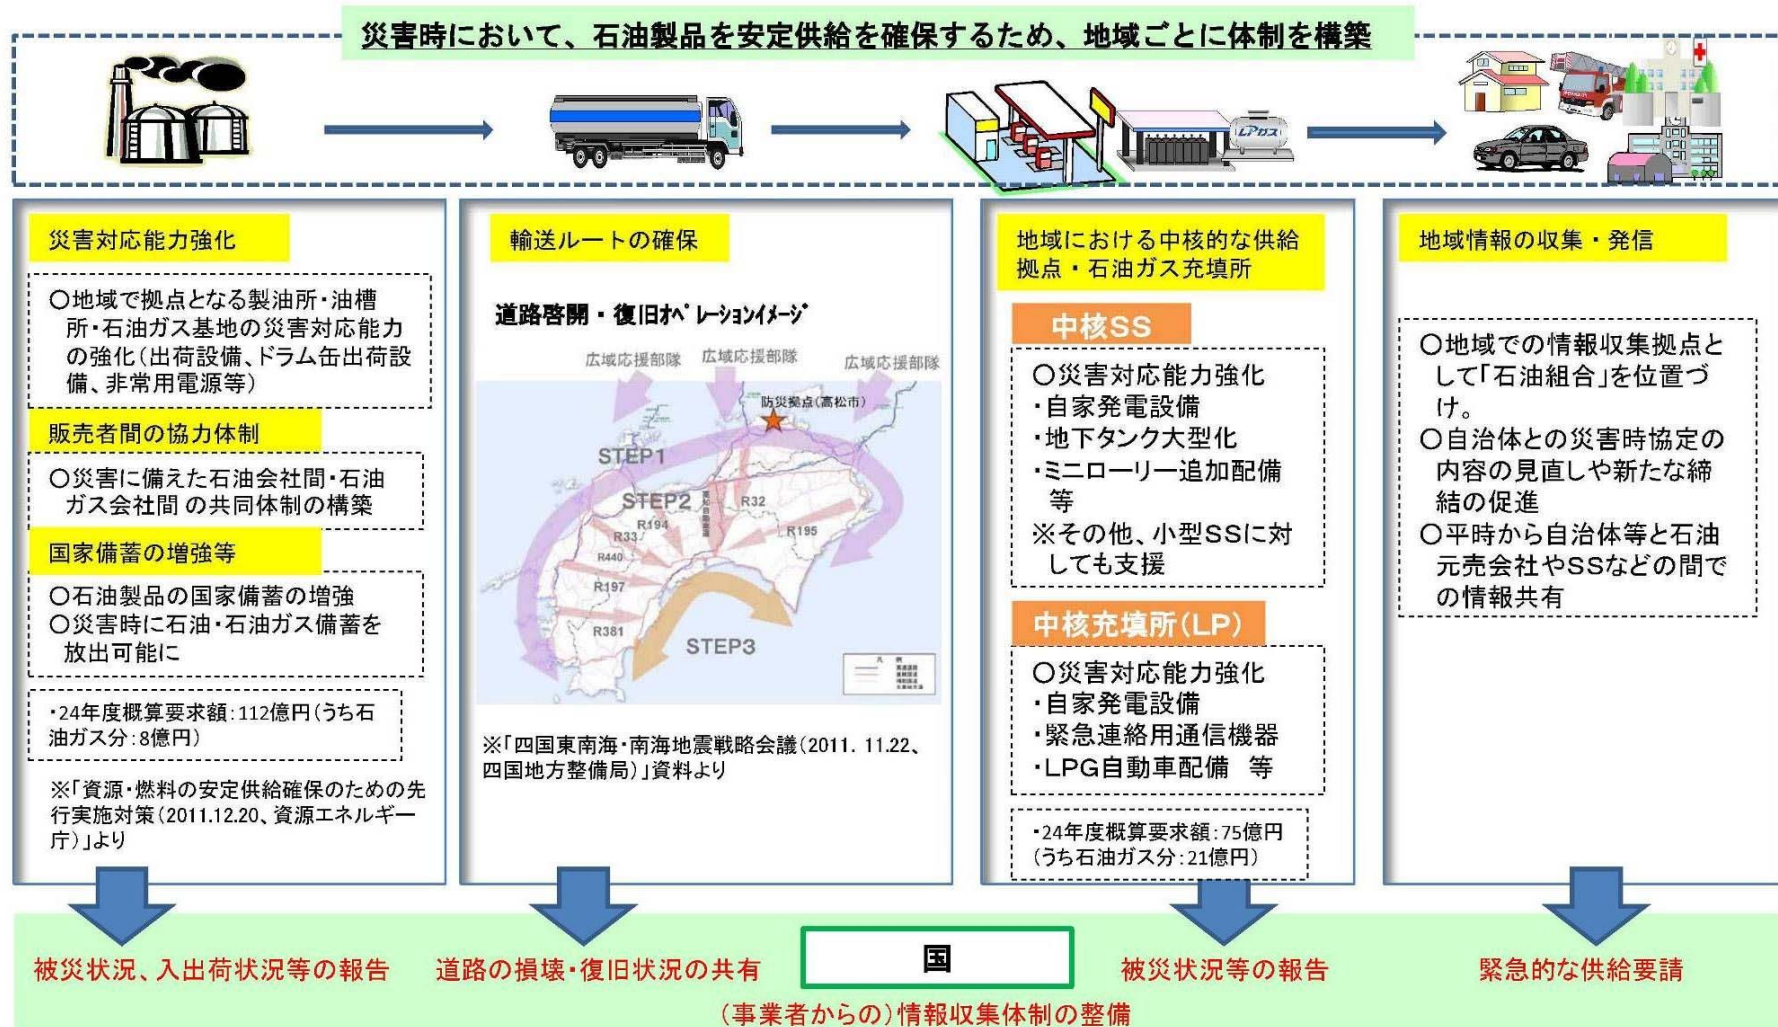 災害時において、石油製品を安定供給を確保するため、地域ごとに体制を構築
LPガス
災害対応能力強化
○地域で拠点となる製油所・油槽
所・石油ガス基地の災害対応能力
の強化(出荷設備、ドラム缶出荷設
備、非常用電源等)
販売者間の協力体制
○災害に備えた石油会社間・石油
ガス会社間 の共同体制の構築
国家備蓄の増強等
○石油製品の国家備蓄の増強
○災害時に石油・石油ガス備蓄を
放出可能に
・24年度概算要求額:112億円(うち石
油ガス分:8億円)
※「資源・燃料の安定供給確保のための先
行実施対策(2011.12.20、資源エネルギー
庁)」より
輸送ルートの確保
道路啓開・復旧オペレーションイメージ
広域応援部隊
広域応援部隊
広域応援部隊
防災拠点(高松市)
STEP1
STEP2
高知自動車道
R32
R194
R33
R195
R440
R197
R381
STEP3
凡 例
※「四国東南海・南海地震戦略会議(2011. 11.22、
四国地方整備局)」資料より
地域における中核的な供給
拠点・石油ガス充填所
中核SS
○災害対応能力強化
・自家発電設備
・地下タンク大型化
・ミニローリー追加配備
等
※その他、小型SSに対
しても支援
中核充填所(LP)
○災害対応能力強化
・自家発電設備
・緊急連絡用通信機器
・LPG自動車配備 等
・24年度概算要求額:75億円
(うち石油ガス分:21億円)
地域情報の収集・発信
○地域での情報収集拠点と
して「石油組合」を位置づ
け。
○自治体との災害時協定の
内容の見直しや新たな締
結の促進
○平時から自治体等と石油
元売会社やSSなどの間で
の情報共有
被災状況、入出荷状況等の報告
道路の損壊・復旧状況の共有
国
被災状況等の報告
緊急的な供給要請
(事業者からの)情報収集体制の整備